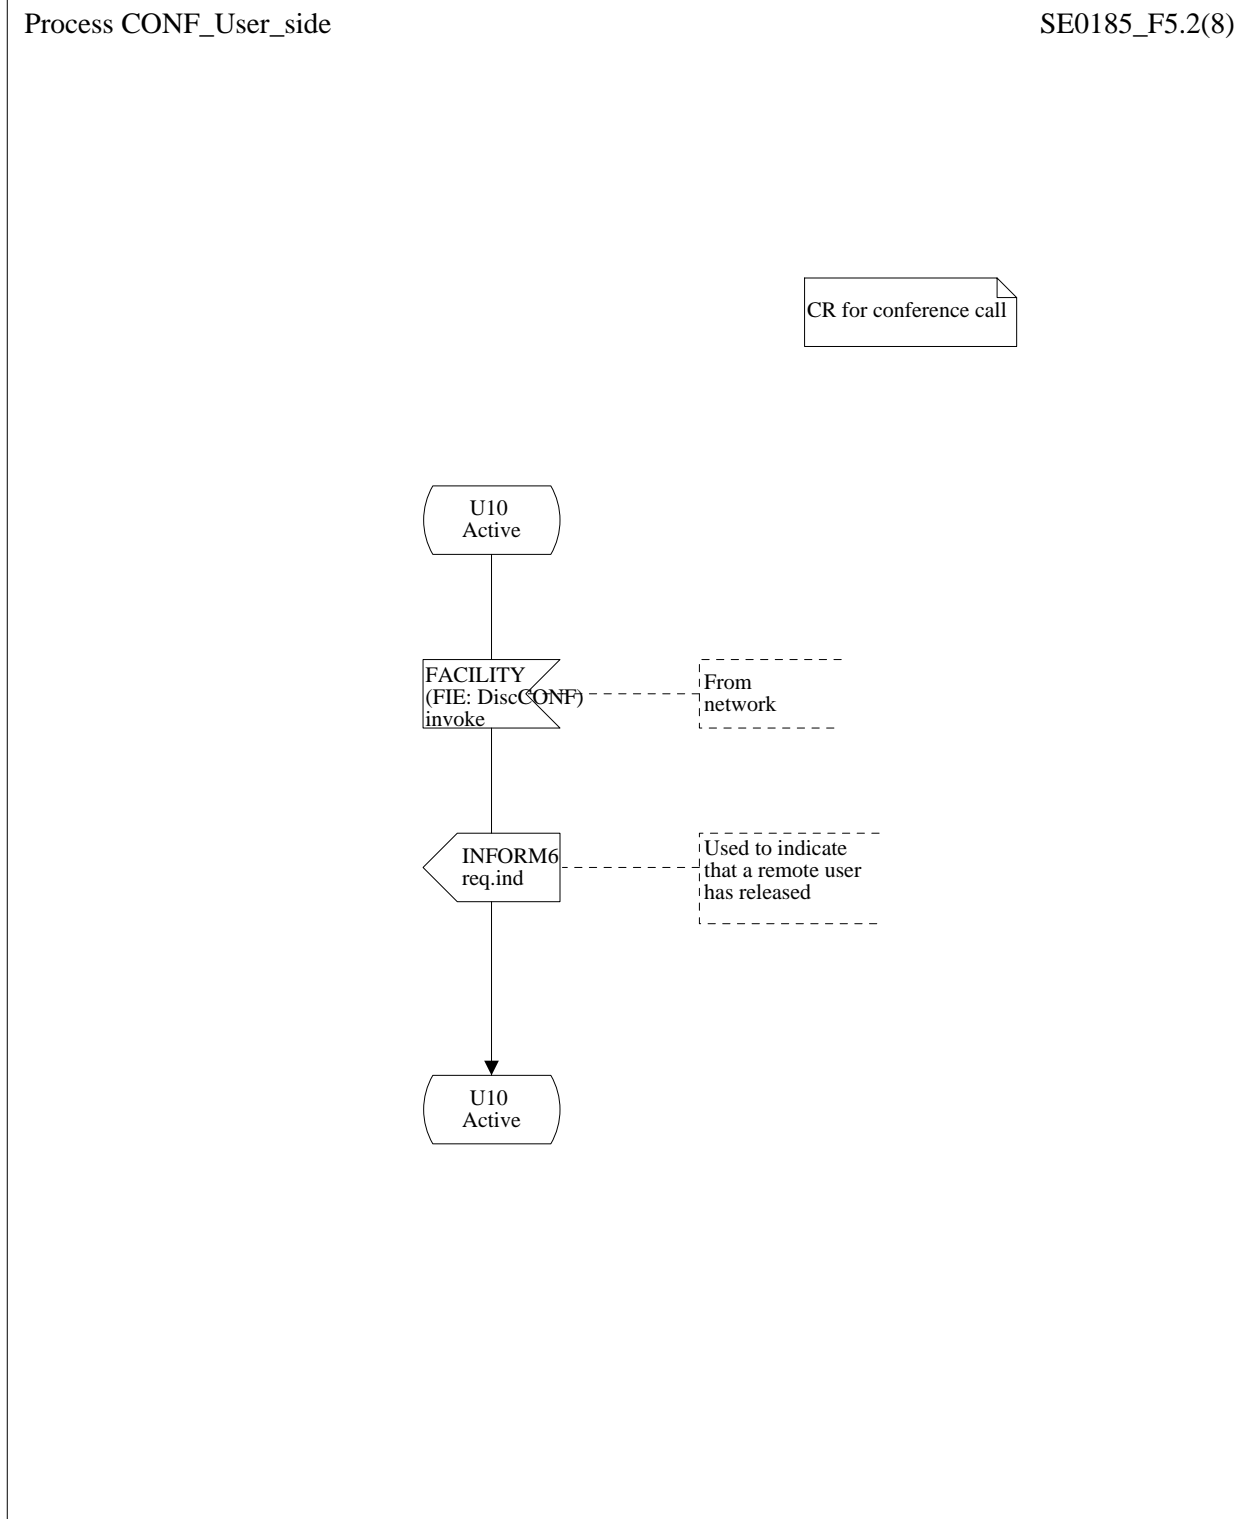 Process CONF_User_side
SE0185_F5.2(8)
CR for conference call
U10
Active
FACILITY
(FIE: DiscCONF)
invoke
From
network
INFORM6
req.ind
Used to indicate
that a remote user
has released
U10
Active